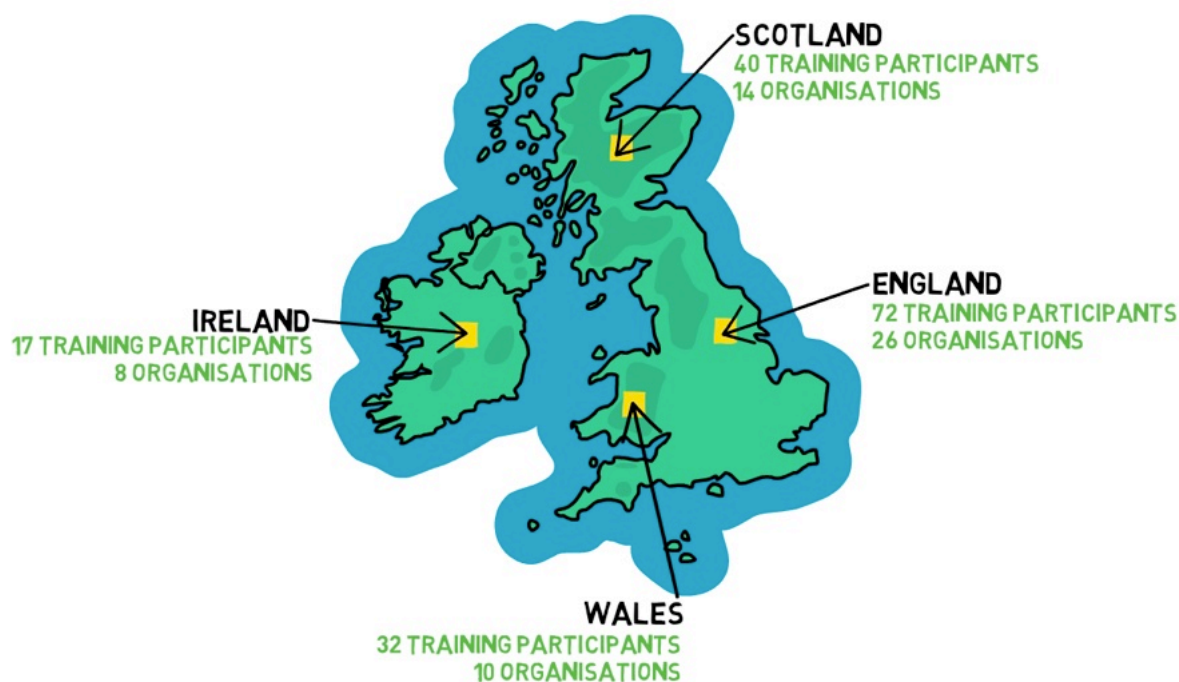 SCOTLAND
40 TRAINING PARTICIPANTS
14 ORGANISATIONS
ENGLAND
72 TRAINING PARTICIPANTS
26 ORGANISATIONS
IRELAND
17 TRAINING PARTICIPANTS
8 ORGANISATIONS
WALES
32 TRAINING PARTICIPANTS
10 ORGANISATIONS